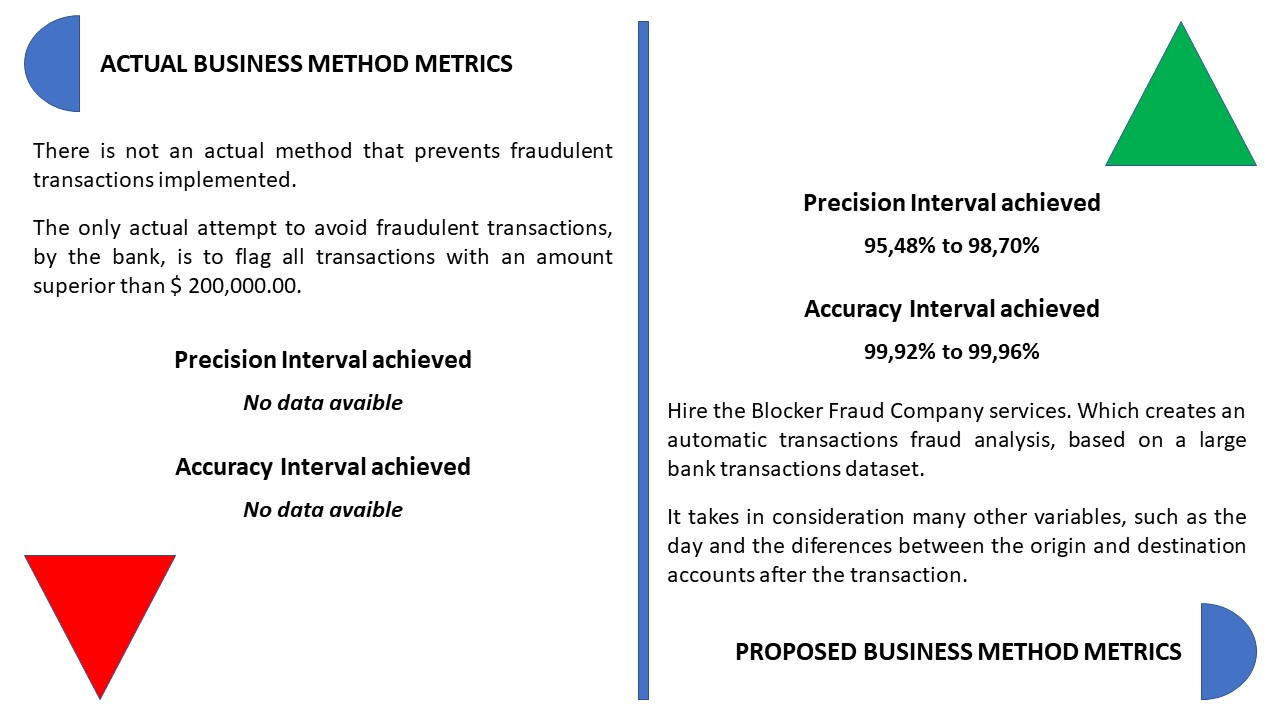 ACTUAL BUSINESS METHOD METRICS
There is not an actual method that prevents fraudulent
transactions implemented.
The only actual attempt to avoid fraudulent transactions,
by the bank, is to flag all transactions with an amount
superior than $ 200,000.00.
Precision Interval achieved
No data avaible
Accuracy Interval achieved
No data avaible
Precision Interval achieved
95,48% to 98,70%
Accuracy Interval achieved
99,92% to 99,96%
Hire the Blocker Fraud Company services. Which creates an
automatic transactions fraud analysis, based on a large
bank transactions dataset.
It takes in consideration many other variables, such as the
day and the diferences between the origin and destination
accounts after the transaction.
PROPOSED BUSINESS METHOD METRICS